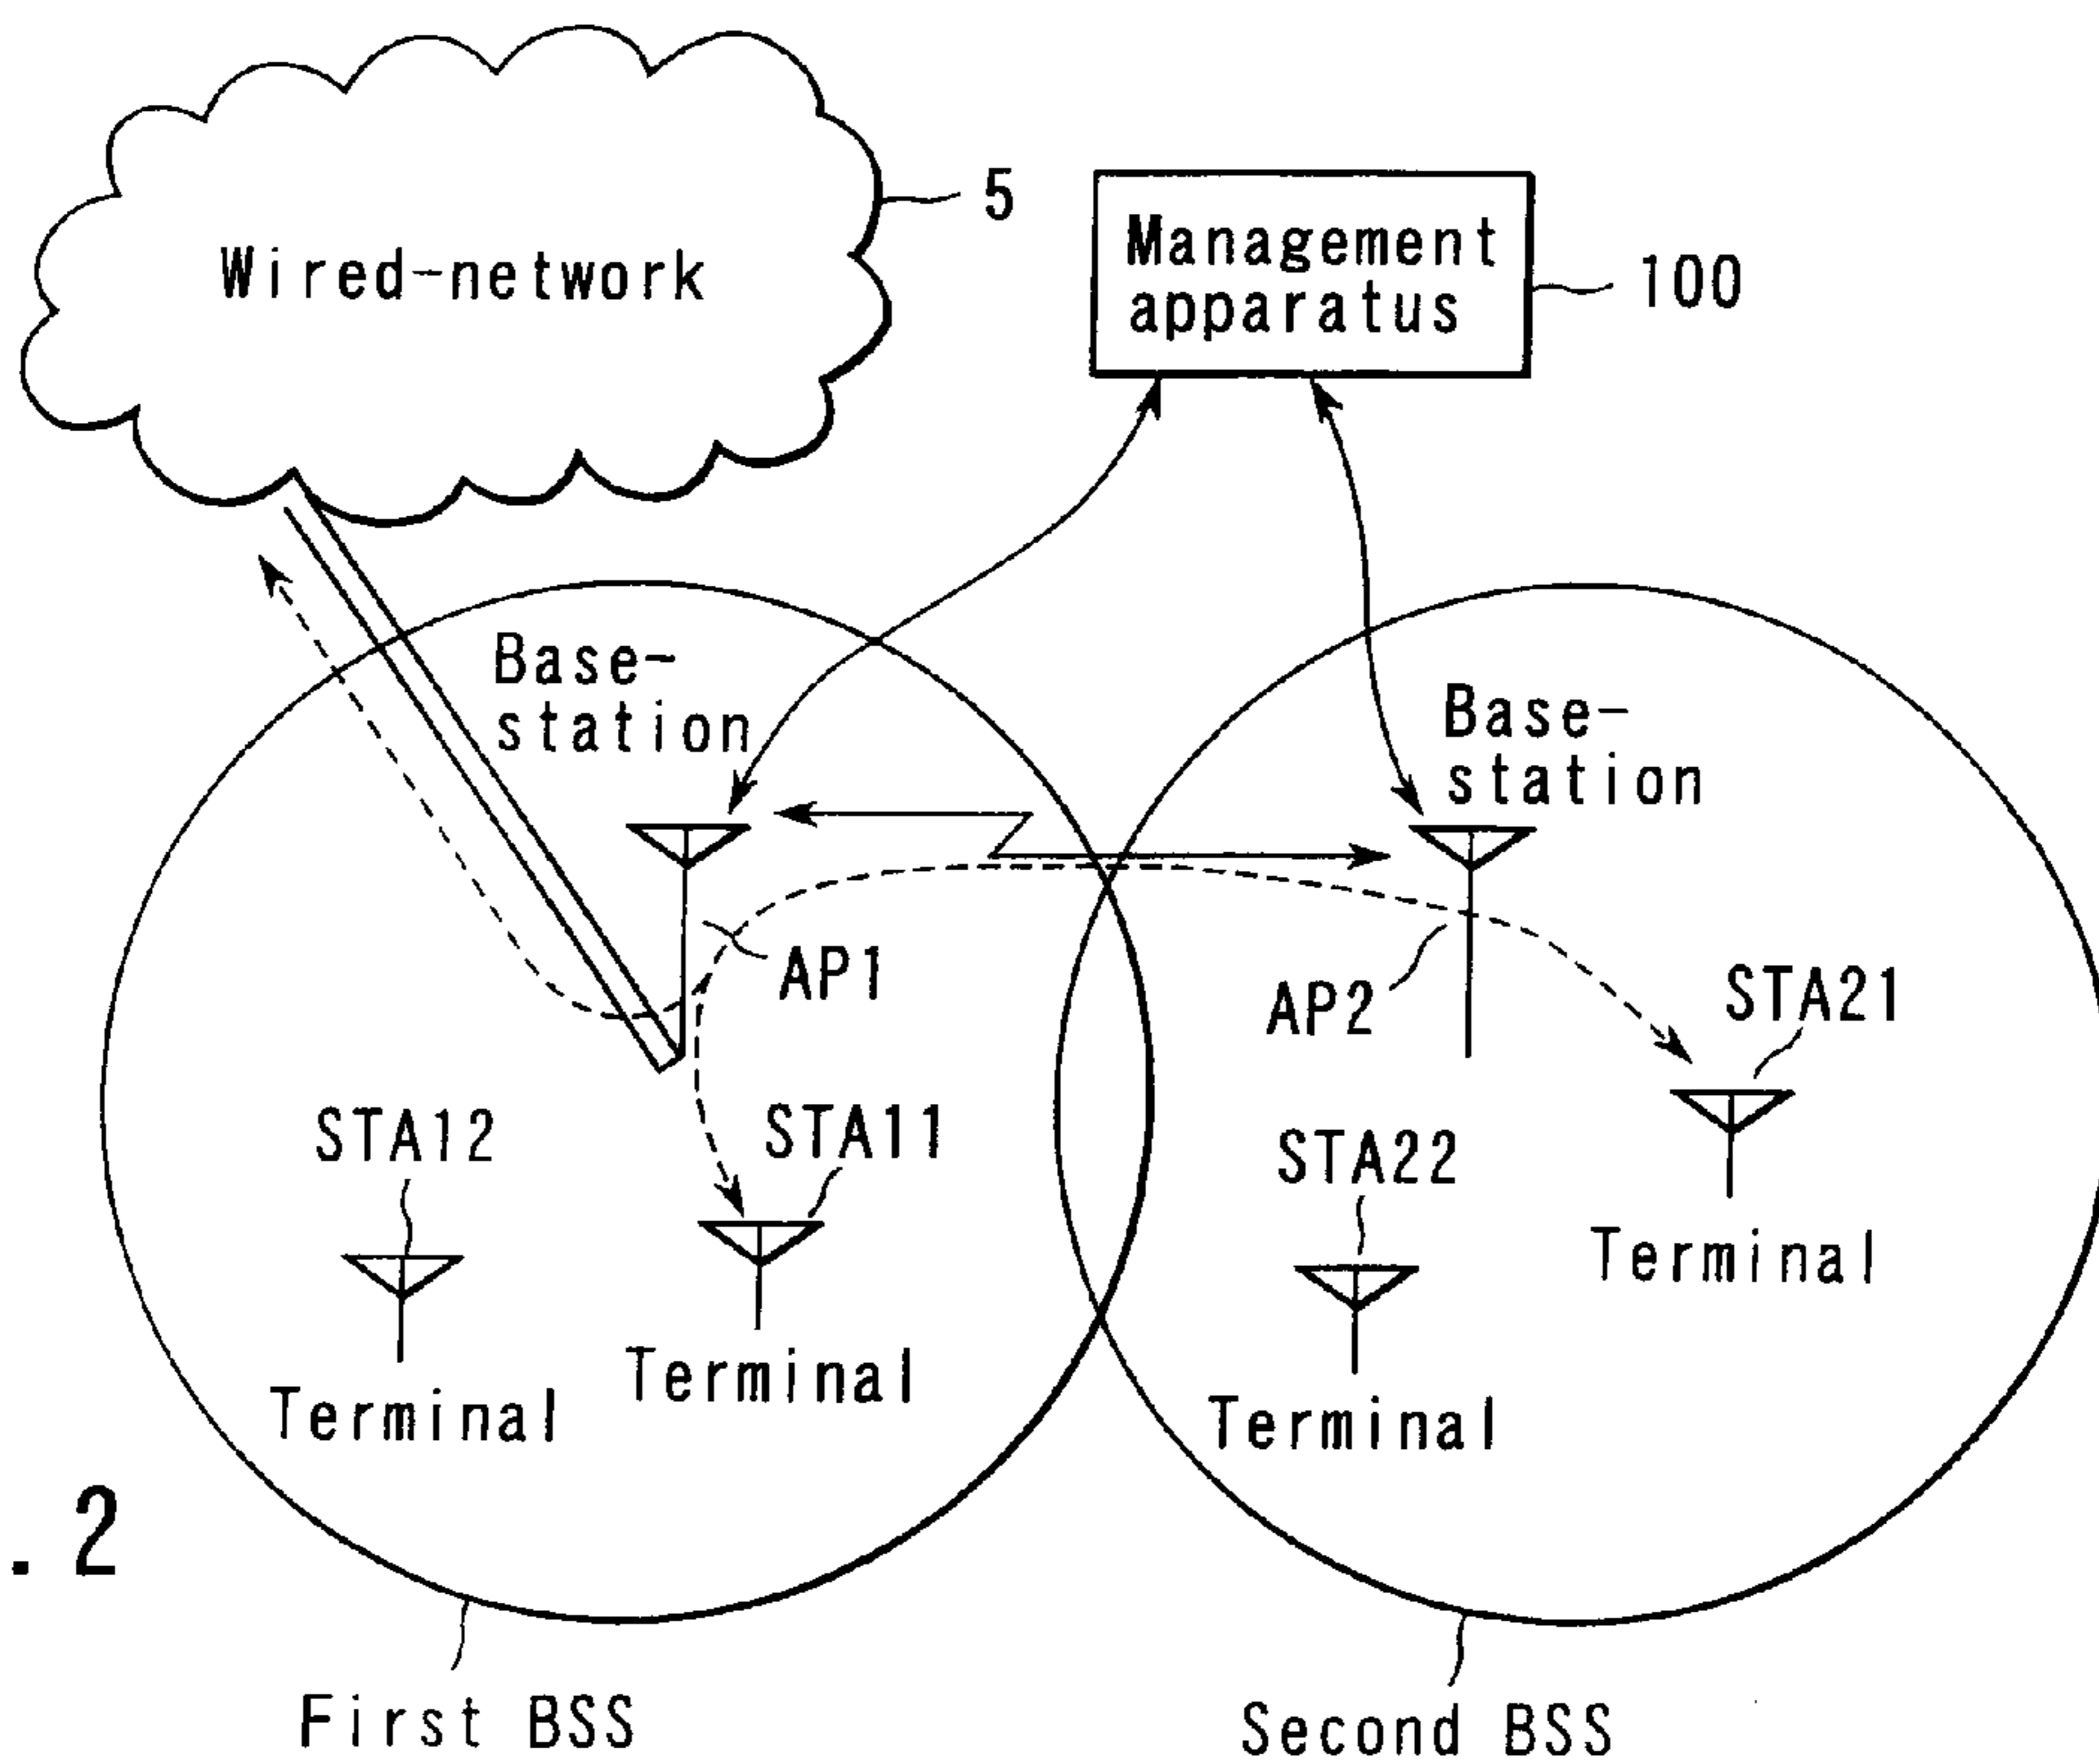 Wired-network
5
Management
apparatus
100
Base-
station
Base-
station
AP1
AP2
STA21
STA12
STA11
STA22
Terminal
Terminal
Terminal
Terminal
. 2
First BSS
Second BSS